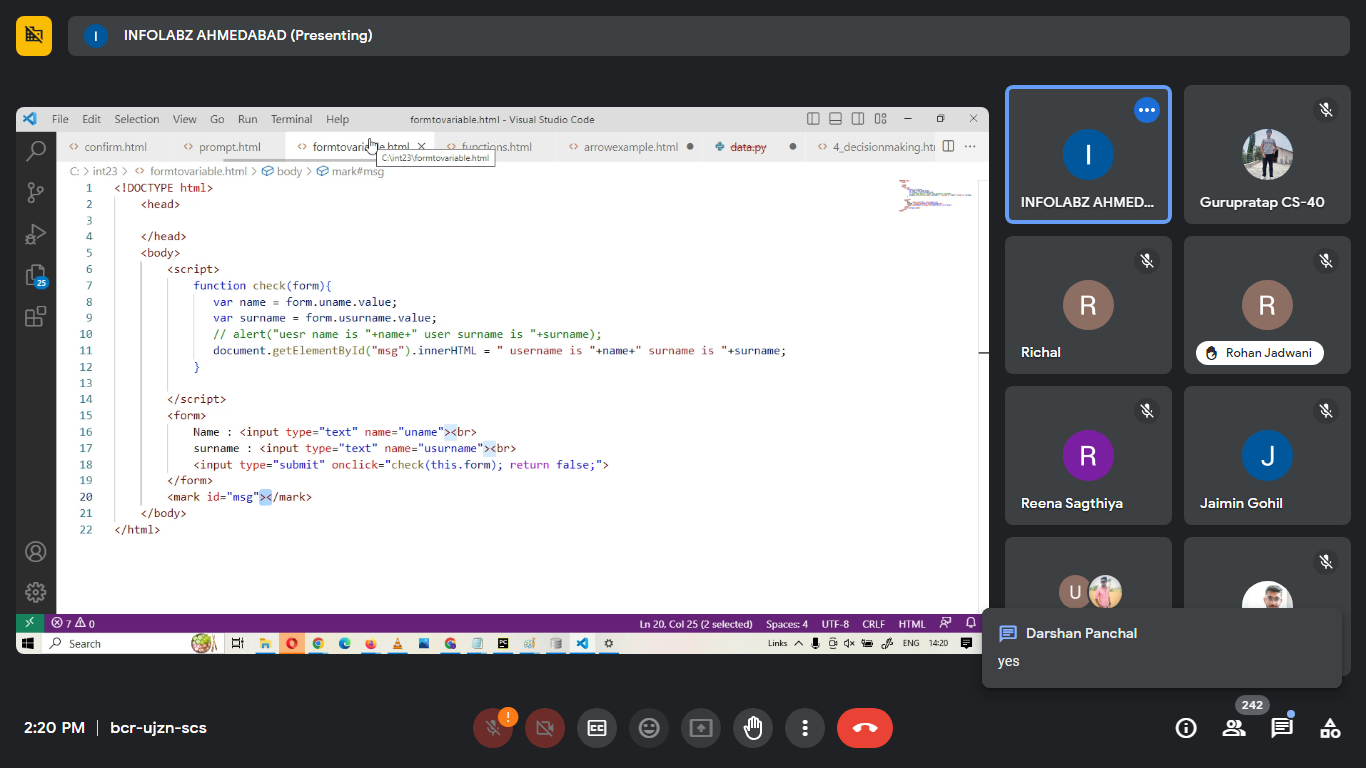 I INFOLABZ AHMEDABAD (Presenting)
File Edit Selection View Go Run Terminal Help formtovariable.html - Visual Studio Code
confirm.html prompt.html formtovariable.html functions.html arrowexample.html data.py 4_decisionmaking.ht
C:\int23\formtovariable.html
C: > int23 > formtovariable.html > body > mark#msg
1 <!DOCTYPE html>
2 <head>
3
4 </head>
5 <body>
6 <script>
7 function check(form){
8 var name = form.uname.value;
9 var surname = form.usurname.value;
10 // alert("uesr name is "+name+" user surname is "+surname);
11 document.getElementById("msg").innerHTML = " username is "+name+" surname is "+surname;
12 }
13
14 </script>
15 <form>
16 Name : <input type="text" name="uname"><br>
17 surname : <input type="text" name="usurname"><br>
18 <input type="submit" onclick="check(this.form); return false;">
19 </form>
20 <mark id="msg"></mark>
21 </body>
22 </html>
25
7 0 Ln 20, Col 25 (2 selected) Spaces: 4 UTF-8 CRLF HTML
Search Links ENG 14:20
I
INFOLABZ AHMED...
Gurupratap CS-40
R
Richal
R
Rohan Jadwani
R
Reena Sagthiya
J
Jaimin Gohil
U
Darshan Panchal
yes
2:20 PM | bcr-ujzn-scs
242